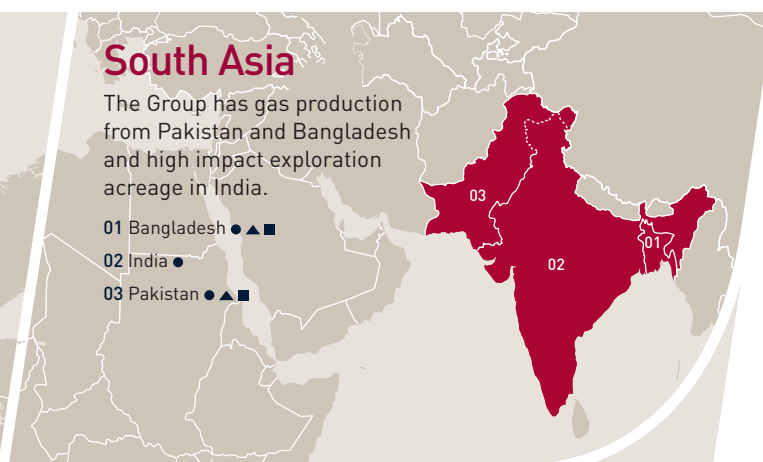 South Asia
The Group has gas production
from Pakistan and Bangladesh
and high impact exploration
acreage in India.
01 Bangladesh ● ▲ ■
02 India ●
03 Pakistan ● ▲ ■
03
01
02